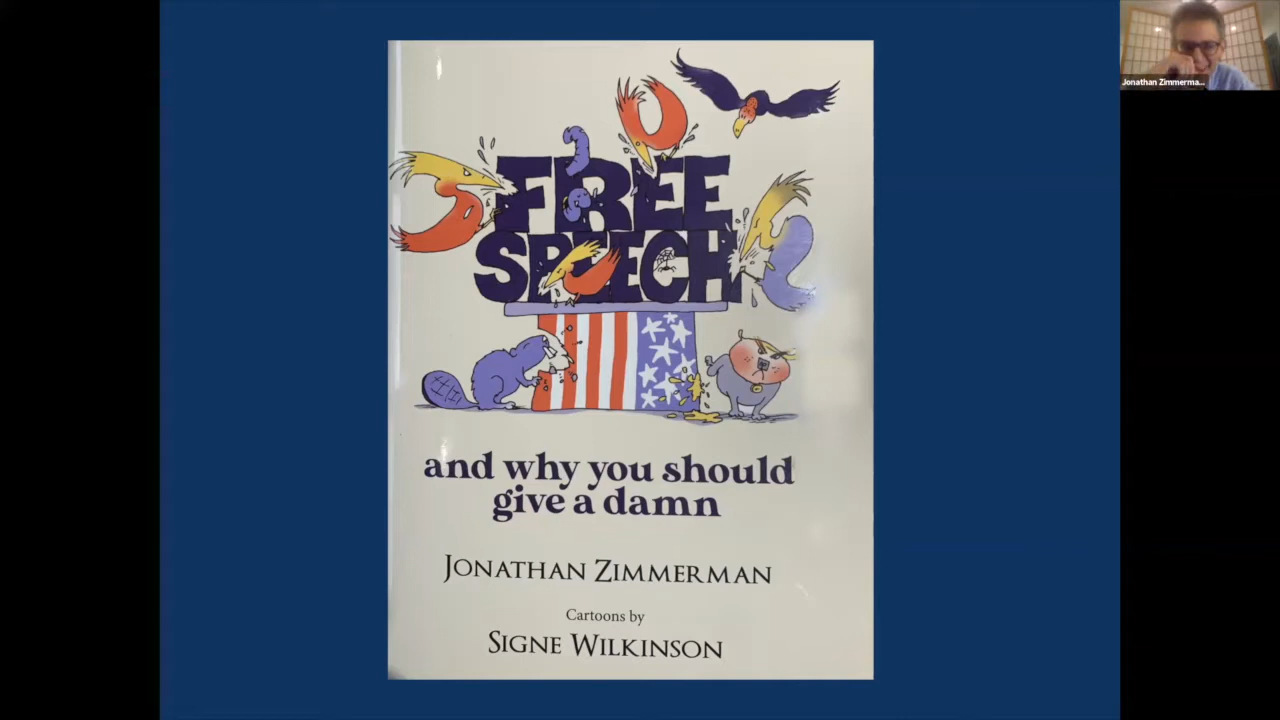 FREE
SPEECH
and why you should
give a damn
JONATHAN ZIMMERMAN
Cartoons by
SIGNE WILKINSON
Jonathan Zimmerma...